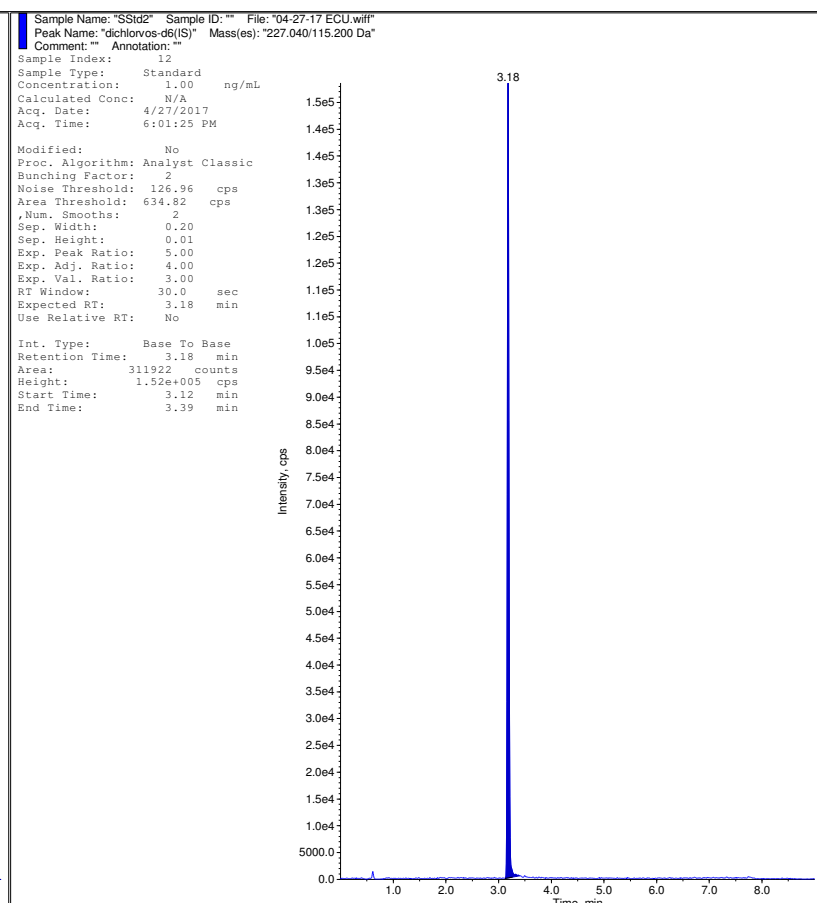 Sample Name: "SStd2" Sample ID: "" File: "04-27-17 ECU.wiff"
Peak Name: "dichlorvos-d6(IS)" Mass(es): "227.040/115.200 Da"
Comment: "" Annotation: ""
Sample Index: 12
Sample Type: Standard
Concentration: 1.00 ng/mL
Calculated Conc: N/A
Acq. Date: 4/27/2017
Acq. Time: 6:01:25 PM
Modified: No
Proc. Algorithm: Analyst Classic
Bunching Factor: 2
Noise Threshold: 126.96 cps
Area Threshold: 634.82 cps
,Num. Smooths: 2
Sep. Width: 0.20
Sep. Height: 0.01
Exp. Peak Ratio: 5.00
Exp. Adj. Ratio: 4.00
Exp. Val. Ratio: 3.00
RT Window: 30.0 sec
Expected RT: 3.18 min
Use Relative RT: No
Int. Type: Base To Base
Retention Time: 3.18 min
Area: 311922 counts
Height: 1.52e+005 cps
Start Time: 3.12 min
End Time: 3.39 min
3.18
1.5e5
1.4e5
1.4e5
1.3e5
1.3e5
1.2e5
1.2e5
1.1e5
1.1e5
1.0e5
9.5e4
9.0e4
8.5e4
8.0e4
7.5e4
7.0e4
6.5e4
6.0e4
5.5e4
5.0e4
4.5e4
4.0e4
3.5e4
3.0e4
2.5e4
2.0e4
1.5e4
1.0e4
5000.0
0.0
Intensity, cps
1.0 2.0 3.0 4.0 5.0 6.0 7.0 8.0
Time, min